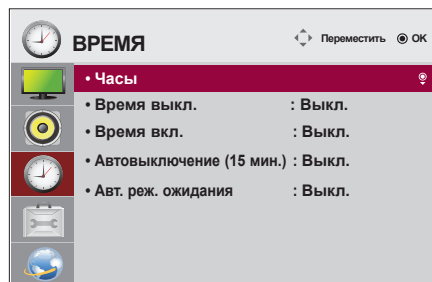 ВРЕМЯ Переместить OK
• Часы
• Время выкл. : Выкл.
• Время вкл. : Выкл.
• Автовыключение (15 мин.) : Выкл.
• Авт. реж. ожидания : Выкл.